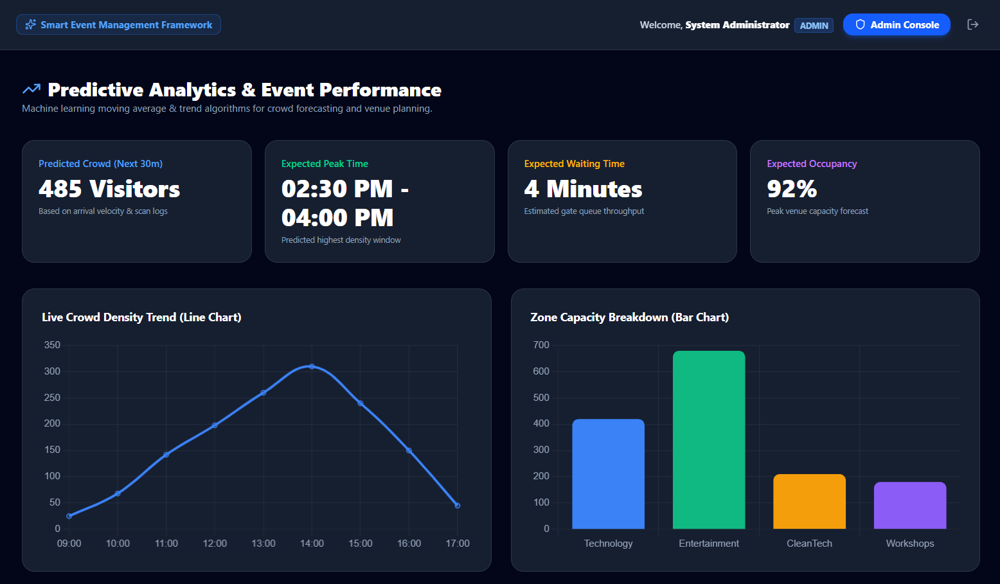 Smart Event Management Framework
Welcome, System Administrator ADMIN
Admin Console
Predictive Analytics & Event Performance
Machine learning moving average & trend algorithms for crowd forecasting and venue planning.
Predicted Crowd (Next 30m)
485 Visitors
Based on arrival velocity & scan logs
Expected Peak Time
02:30 PM -
04:00 PM
Predicted highest density window
Expected Waiting Time
4 Minutes
Estimated gate queue throughput
Expected Occupancy
92%
Peak venue capacity forecast
Live Crowd Density Trend (Line Chart)
350
300
250
200
150
100
50
0
09:00 10:00 11:00 12:00 13:00 14:00 15:00 16:00 17:00
Zone Capacity Breakdown (Bar Chart)
700
600
500
400
300
200
100
0
Technology Entertainment CleanTech Workshops